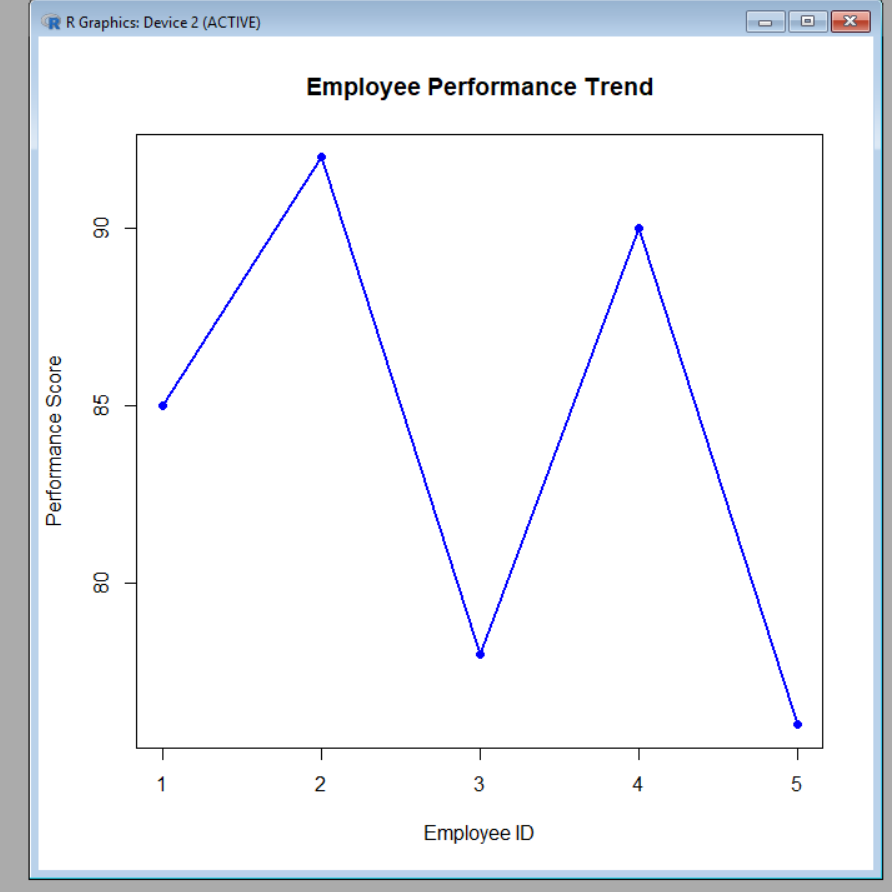 R Graphics: Device 2 (ACTIVE)
Employee Performance Trend
Performance Score
90
85
80
1 2 3 4 5
Employee ID